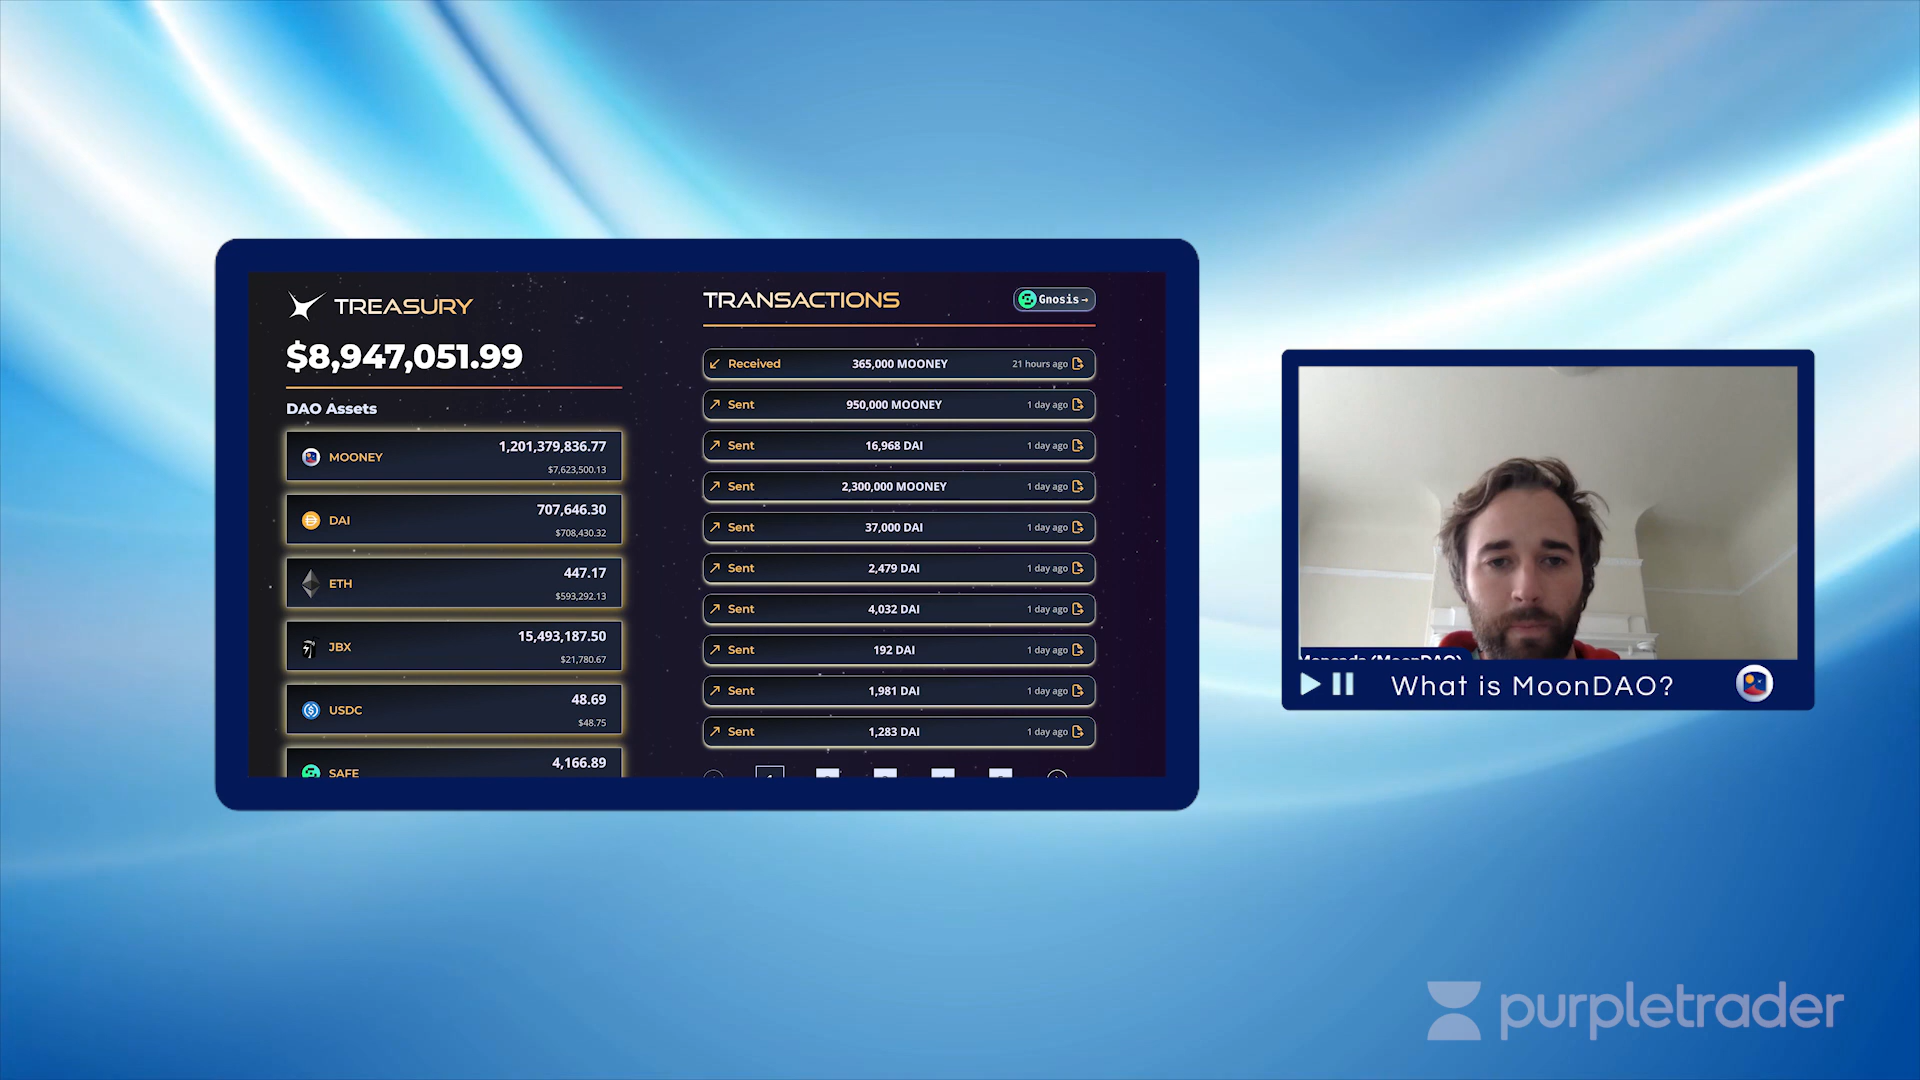 TREASURY
$8,947,051.99
DAO Assets
MOONEY
1,201,379,836.77
$7,623,500.13
DAI
707,646.30
$708,430.32
ETH
447.17
$593,292.13
JBX
15,493,187.50
$21,780.67
USDC
48.69
$48.75
SAFE
4,166.89
TRANSACTIONS
Gnosis→
Received 365,000 MOONEY 21 hours ago
Sent 950,000 MOONEY 1 day ago
Sent 16,968 DAI 1 day ago
Sent 2,300,000 MOONEY 1 day ago
Sent 37,000 DAI 1 day ago
Sent 2,479 DAI 1 day ago
Sent 4,032 DAI 1 day ago
Sent 192 DAI 1 day ago
Sent 1,981 DAI 1 day ago
Sent 1,283 DAI 1 day ago
(MoonDAO)
What is MoonDAO?
purpletrader